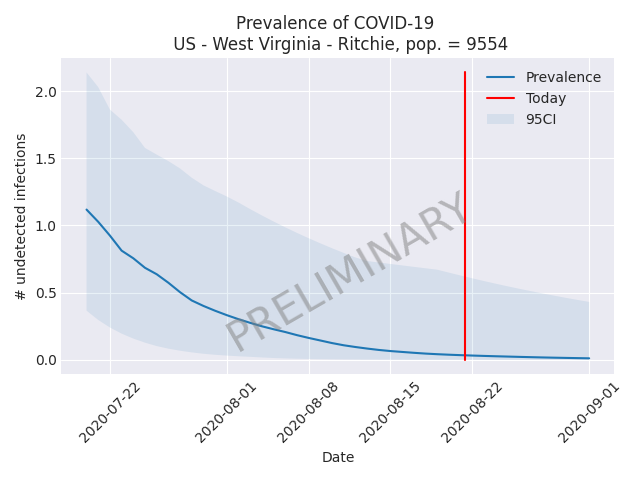 Prevalence of COVID-19
US - West Virginia - Ritchie, pop. = 9554
# undetected infections
2.0
1.5
1.0
0.5
0.0
Prevalence
Today
95CI
PRELIMINARY
2020-07-22
2020-08-01
2020-08-08
2020-08-15
2020-08-22
2020-09-01
Date